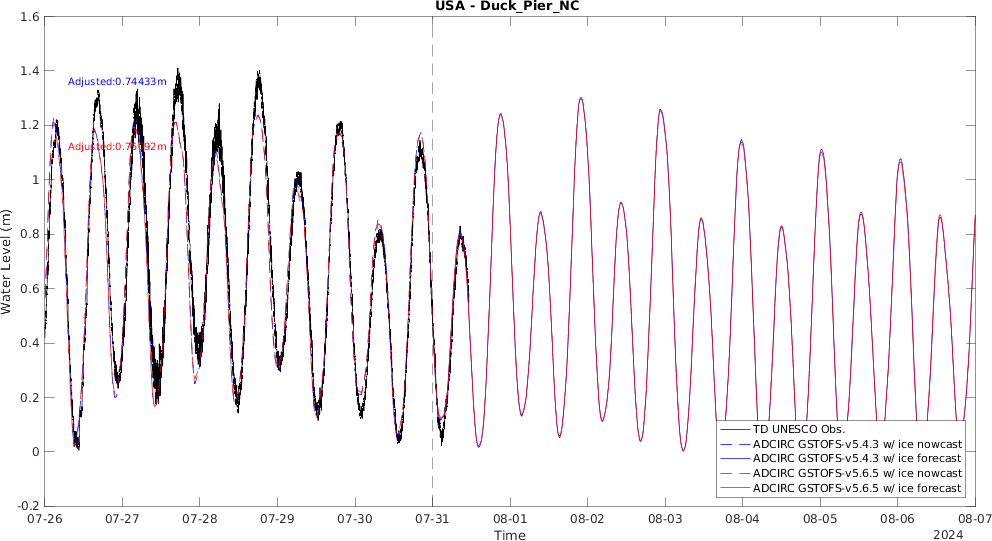 USA - Duck_Pier_NC
Water Level (m)
1.6
1.4
1.2
1
0.8
0.6
0.4
0.2
0
-0.2
Adjusted:0.74433m
TD UNESCO Obs.
ADCIRC GSTOFS-v5.4.3 w/ ice nowcast
ADCIRC GSTOFS-v5.4.3 w/ ice forecast
ADCIRC GSTOFS-v5.6.5 w/ ice nowcast
ADCIRC GSTOFS-v5.6.5 w/ ice forecast
07-26 07-27 07-28 07-29 07-30 07-31 08-01 08-02 08-03 08-04 08-05 08-06 08-07
Time
2024